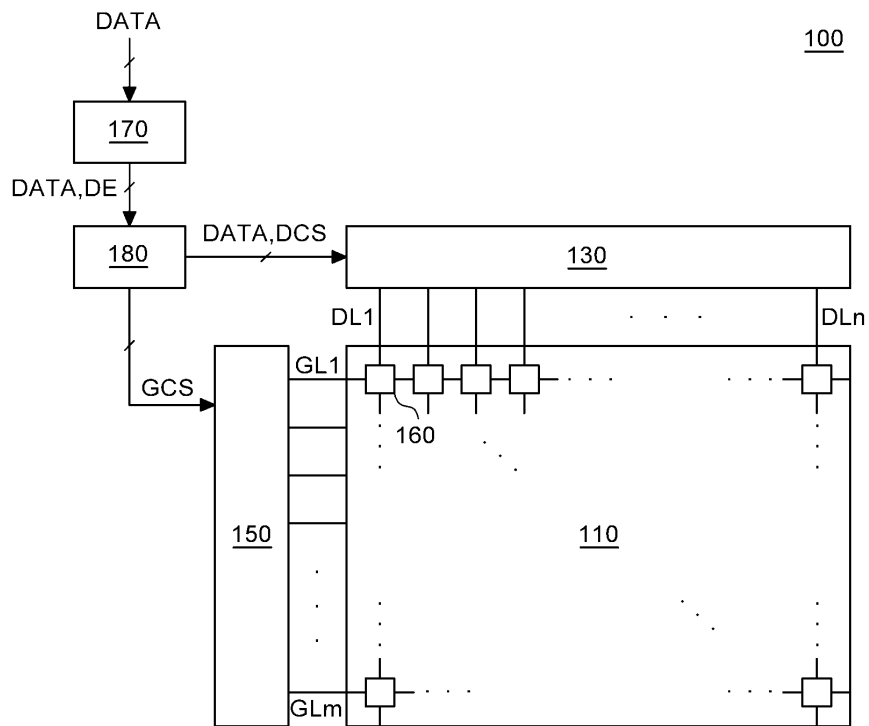 DATA
100
170
DATA,DE
180
DATA,DCS
130
DL1
DLn
GL1
GCS
160
150
110
GLm